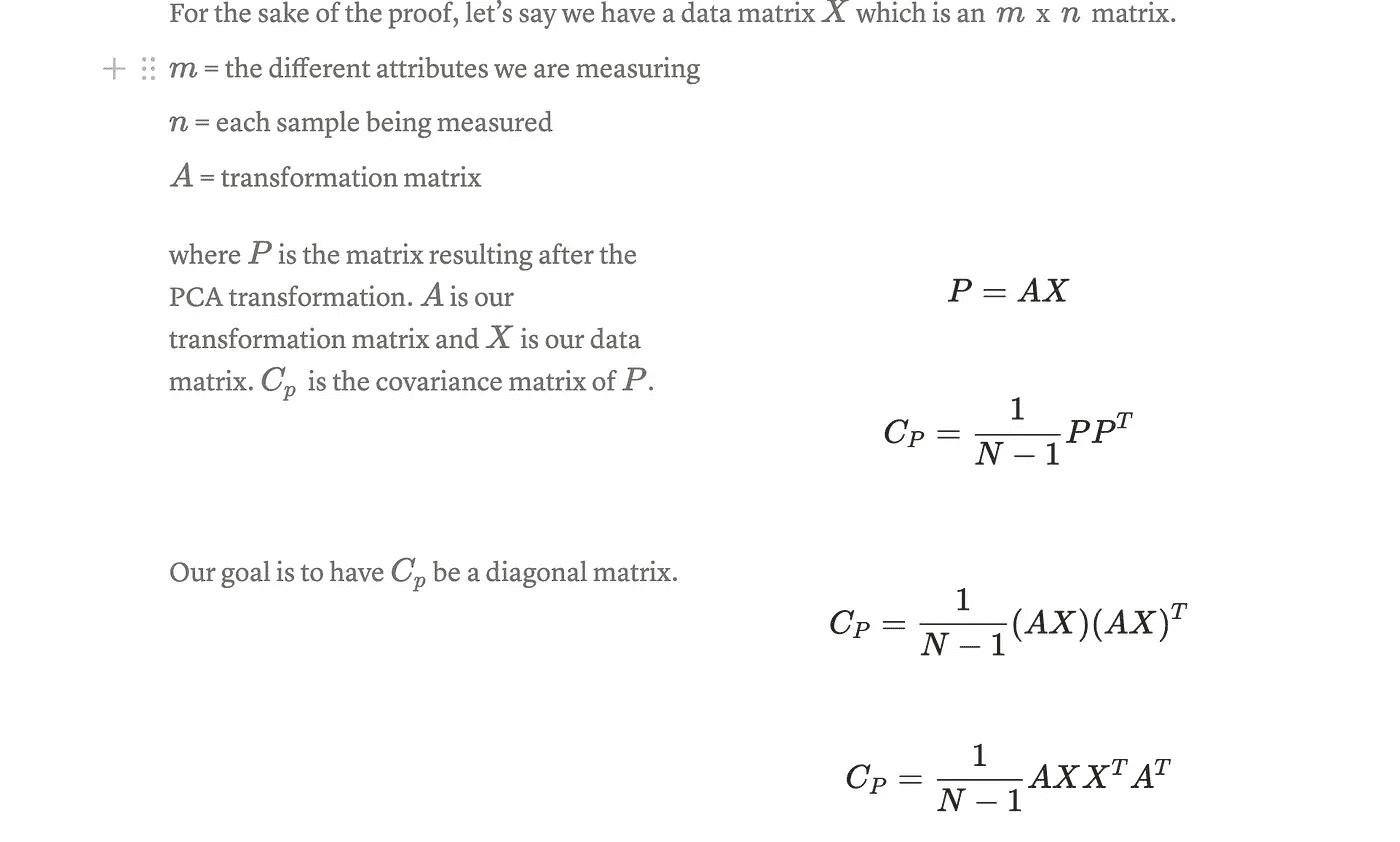 For the sake of the proof, let's say we have a data matrix X which is an m x n matrix.
m = the different attributes we are measuring
n = each sample being measured
A = transformation matrix
where P is the matrix resulting after the
PCA transformation. A is our
transformation matrix and X is our data
matrix. C_p is the covariance matrix of P.
P = AX
C_P = \frac{1}{N - 1} PP^T
Our goal is to have C_p be a diagonal matrix.
C_P = \frac{1}{N - 1} (AX)(AX)^T
C_P = \frac{1}{N - 1} AXX^T A^T